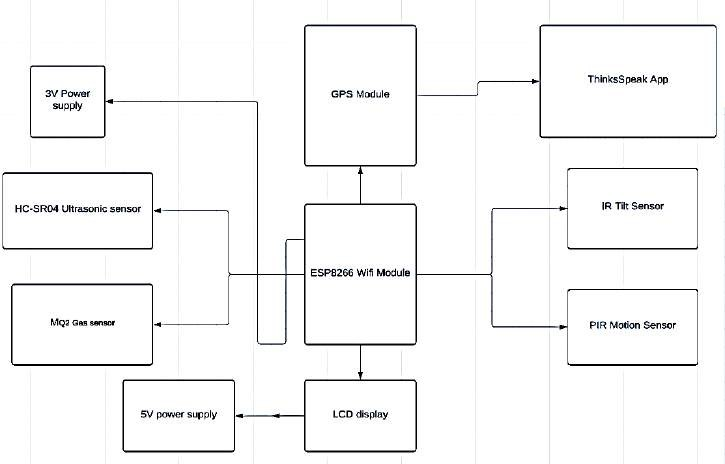 3V Power
supply
GPS Module
ThinksSpeak App
HC-SR04 Ultrasonic sensor
IR Tilt Sensor
ESP8266 Wifi Module
MQ2 Gas sensor
PIR Motion Sensor
5V power supply
LCD display